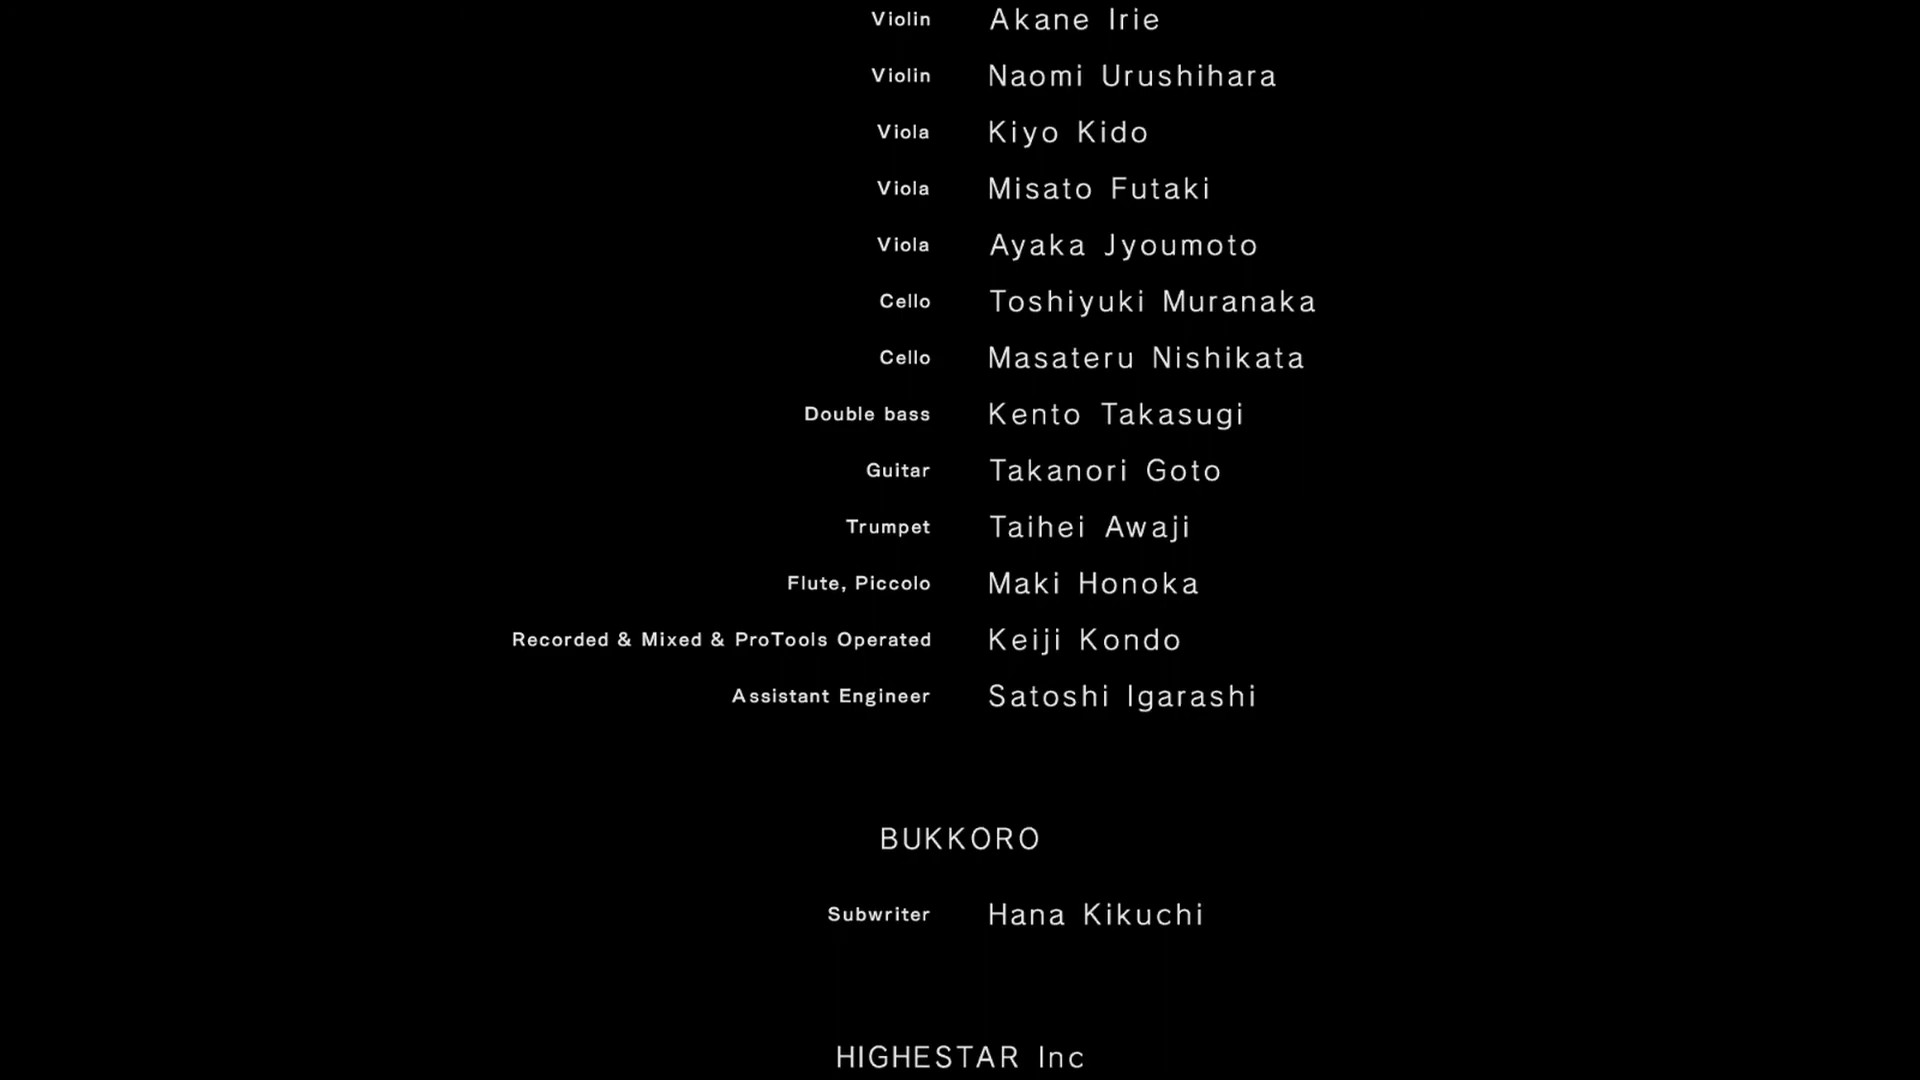 Violin Akane Irie
Violin Naomi Urushihara
Viola Kiyo Kido
Viola Misato Futaki
Viola Ayaka Jyoumoto
Cello Toshiyuki Muranaka
Cello Masateru Nishikata
Double bass Kento Takasugi
Guitar Takanori Goto
Trumpet Taihei Awaji
Flute, Piccolo Maki Honoka
Recorded & Mixed & ProTools Operated Keiji Kondo
Assistant Engineer Satoshi Igarashi
BUKKORO
Subwriter Hana Kikuchi
HIGHESTAR Inc